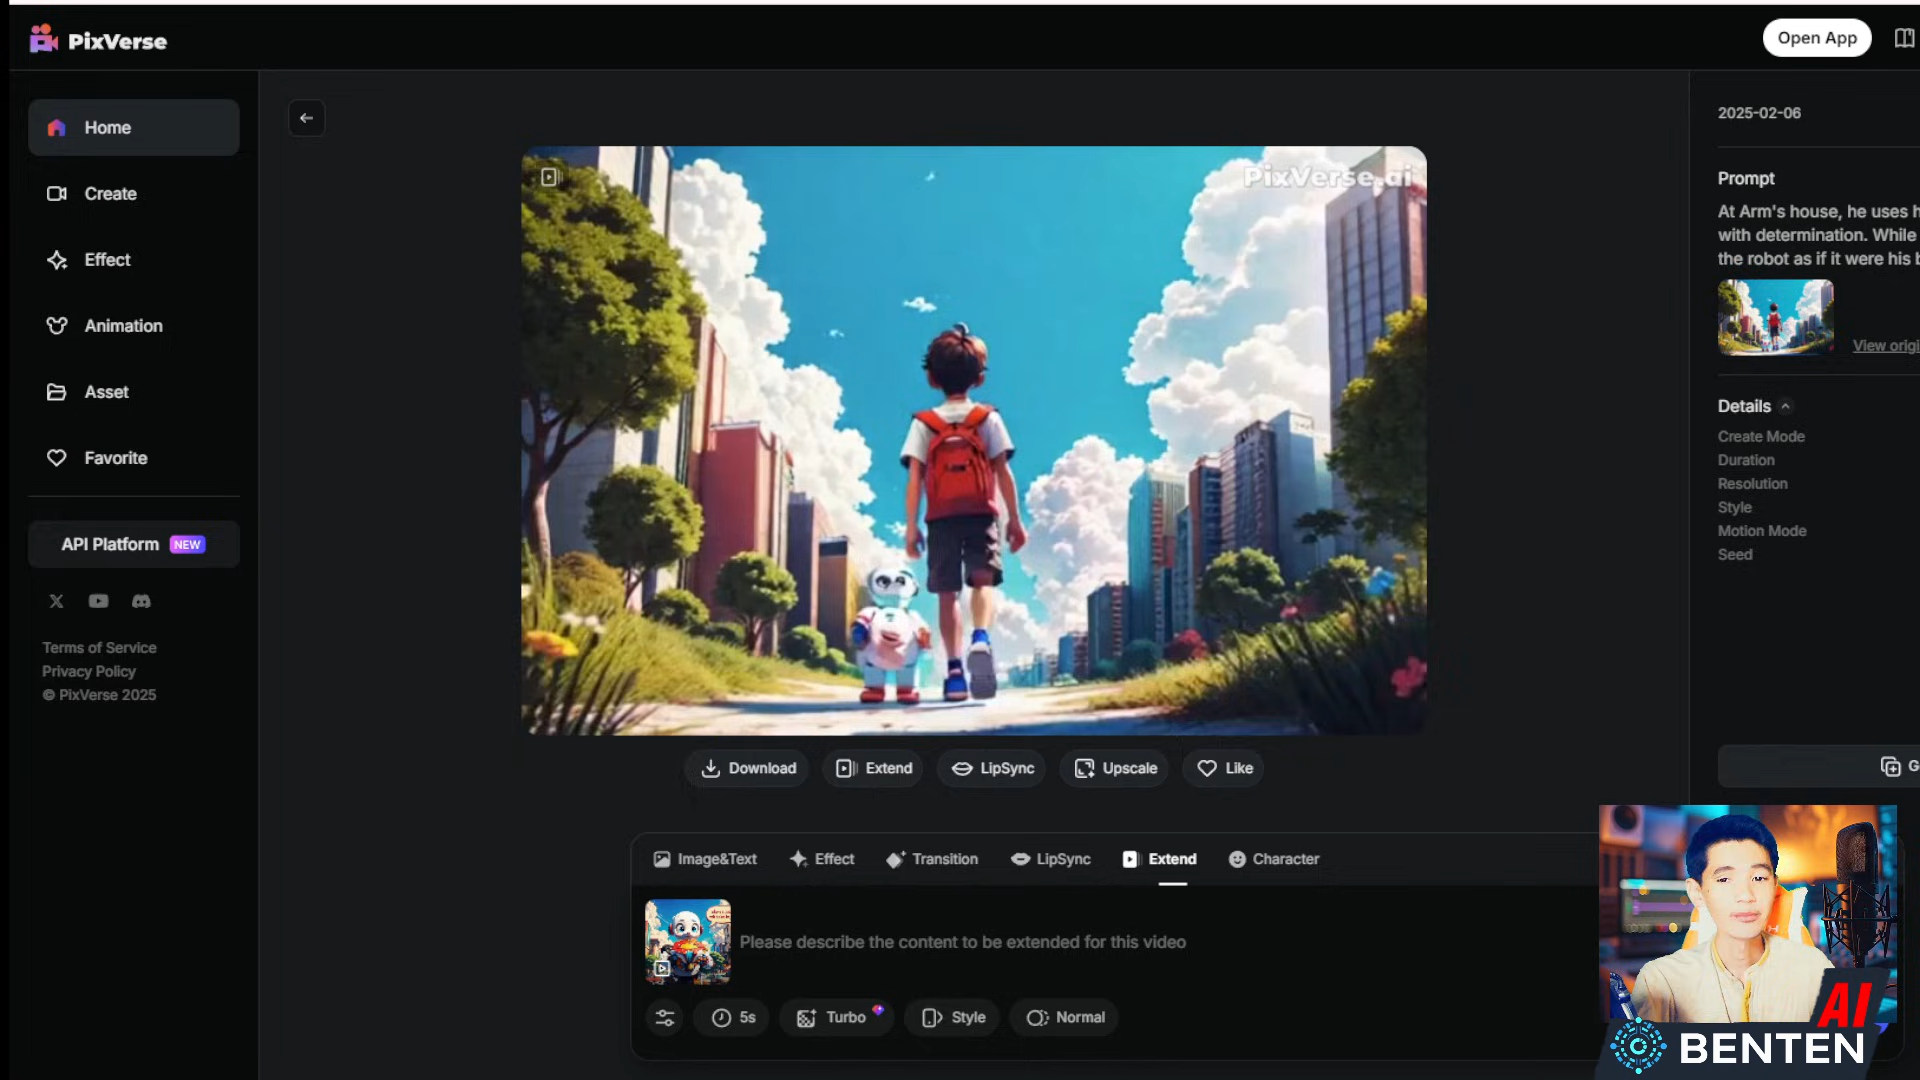 PixVerse
Open App
Home
Create
Effect
Animation
Asset
Favorite
API Platform NEW
Terms of Service
Privacy Policy
© PixVerse 2025
PixVerse.ai
Download
Extend
LipSync
Upscale
Like
2025-02-06
Prompt
At Arm's house, he uses
with determination. While
the robot as if it were his
View origi
Details
Create Mode
Duration
Resolution
Style
Motion Mode
Seed
Image&Text
Effect
Transition
LipSync
Extend
Character
Please describe the content to be extended for this video
5s
Turbo
Style
Normal
AI
BENTEN